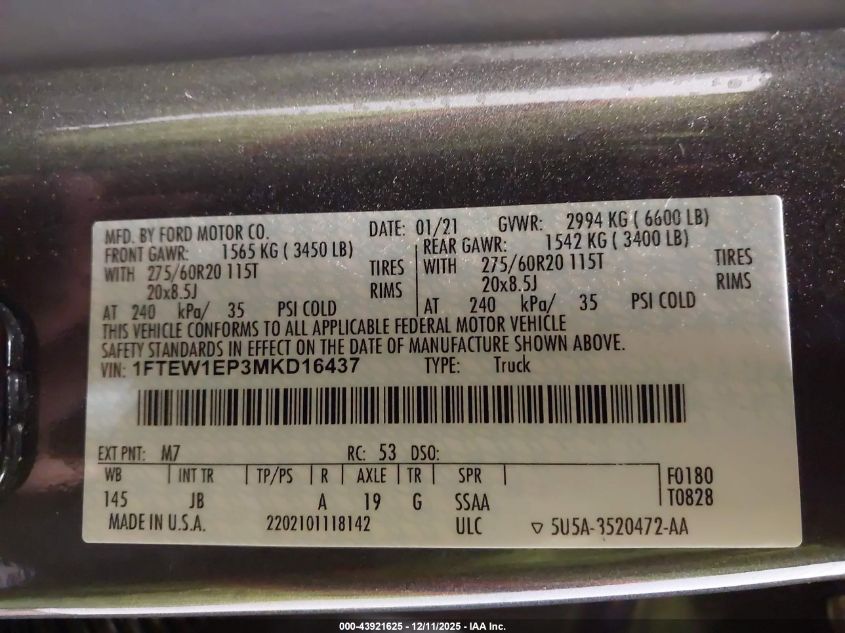 MFD. BY FORD MOTOR CO. DATE: 01/21 GVWR: 2994 KG ( 6600 LB)
FRONT GAWR: 1565 KG ( 3450 LB) REAR GAWR: 1542 KG ( 3400 LB)
WITH 275/60R20 115T TIRES WITH 275/60R20 115T TIRES
20x8.5J RIMS 20x8.5J RIMS
AT 240 kPa/ 35 PSI COLD AT 240 kPa/ 35 PSI COLD
THIS VEHICLE CONFORMS TO ALL APPLICABLE FEDERAL MOTOR VEHICLE
SAFETY STANDARDS IN EFFECT ON THE DATE OF MANUFACTURE SHOWN ABOVE.
VIN: 1FTEW1EP3MKD16437 TYPE: Truck
EXT PNT: M7 RC: 53 DSO:
WB INT TR TP/PS R AXLE TR SPR F0180
145 JB A 19 G SSAA T0828
MADE IN U.S.A. 2202101118142 ULC ▽ 5U5A-3520472-AA
000-43921625 - 12/11/2025 - IAA Inc.